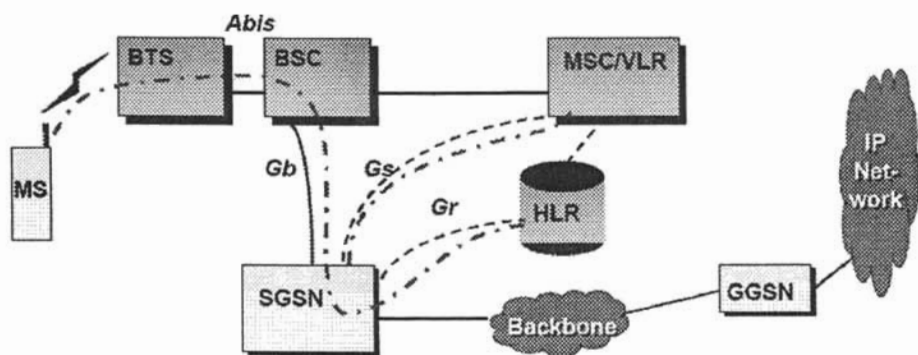 Abis
BTS
BSC
MSC/VLR
MS
Gb
Gs
Gr
HLR
IP
Net-
work
SGSN
Backbone
GGSN